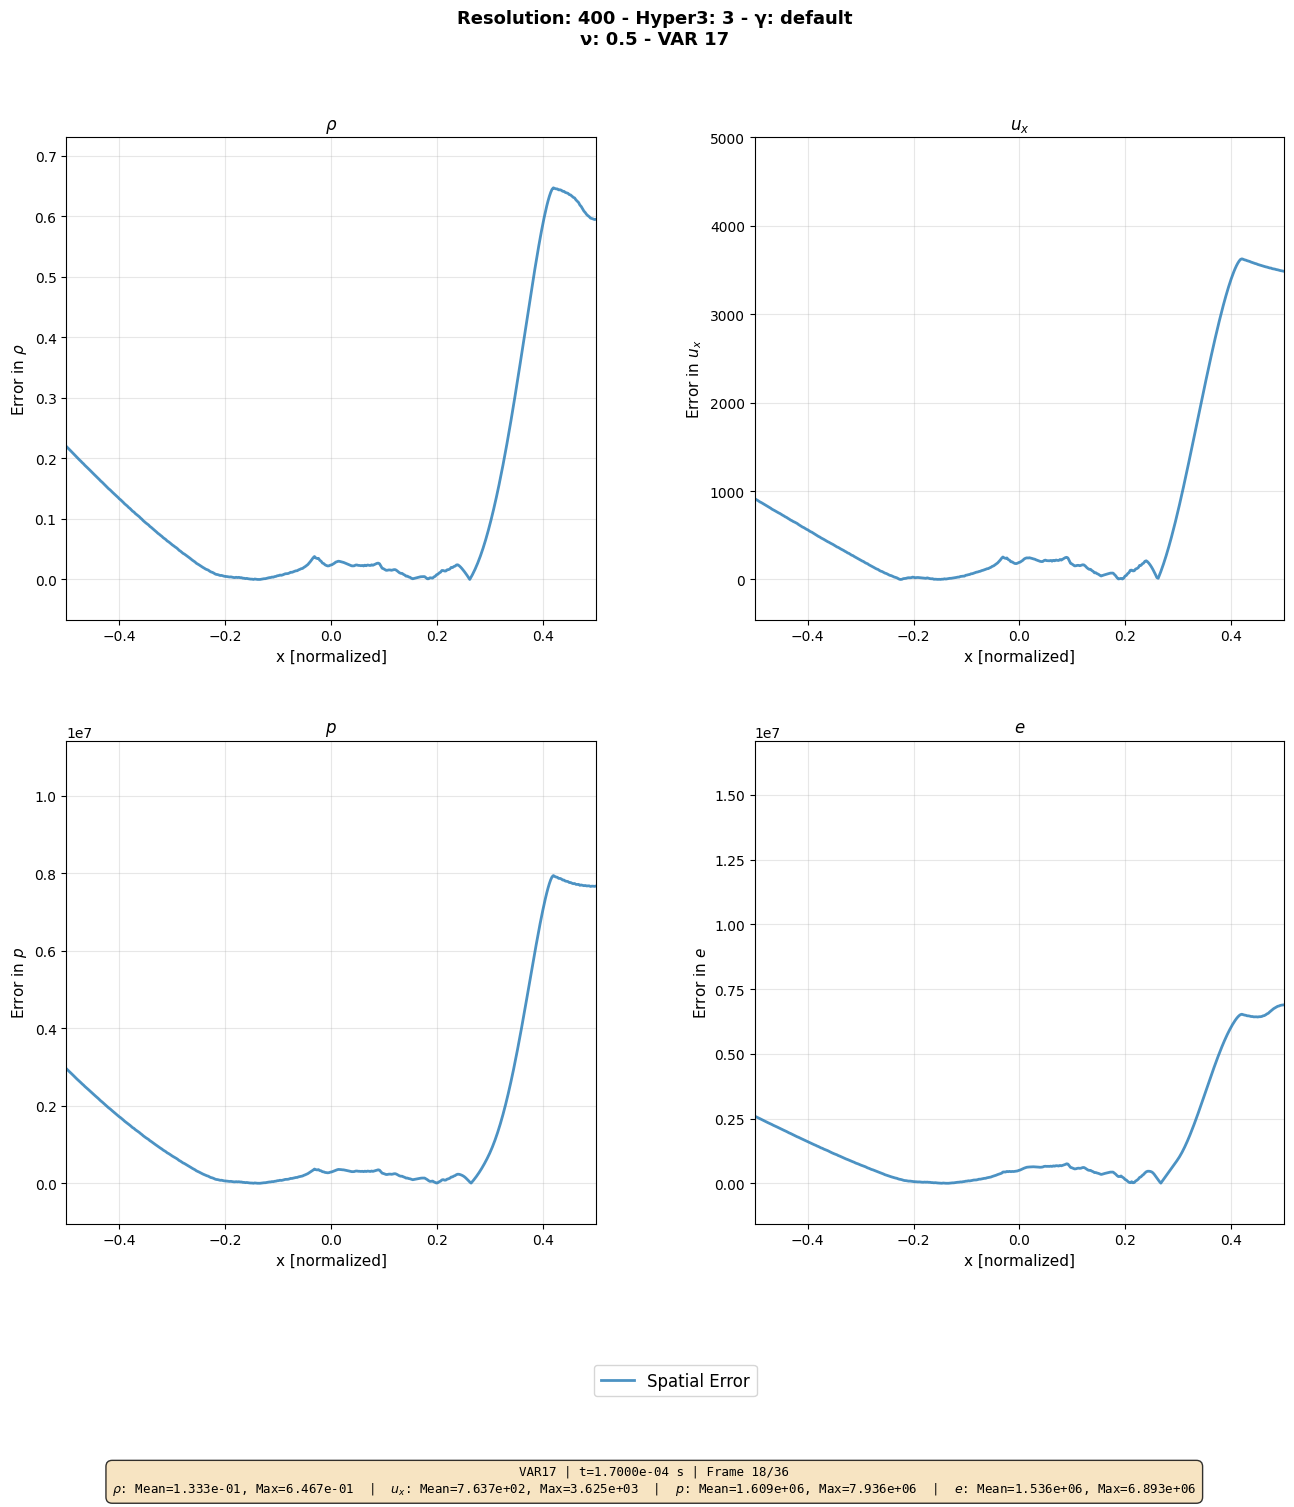 Resolution: 400 - Hyper3: 3 - γ: default
ν: 0.5 - VAR 17
ρ
Error in ρ
0.7
0.6
0.5
0.4
0.3
0.2
0.1
0.0
−0.4 −0.2 0.0 0.2 0.4
x [normalized]
u_x
Error in u_x
5000
4000
3000
2000
1000
0
−0.4 −0.2 0.0 0.2 0.4
x [normalized]
p
1e7
Error in p
1.0
0.8
0.6
0.4
0.2
0.0
−0.4 −0.2 0.0 0.2 0.4
x [normalized]
e
1e7
Error in e
1.50
1.25
1.00
0.75
0.50
0.25
0.00
−0.4 −0.2 0.0 0.2 0.4
x [normalized]
Spatial Error
VAR17 | t=1.7000e-04 s | Frame 18/36
ρ: Mean=1.333e-01, Max=6.467e-01 | u_x: Mean=7.637e+02, Max=3.625e+03 | p: Mean=1.609e+06, Max=7.936e+06 | e: Mean=1.536e+06, Max=6.893e+06